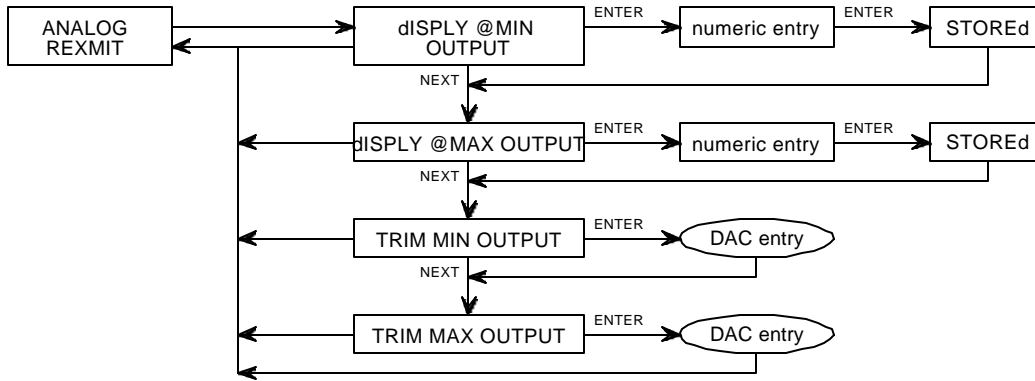 ANALOG
REXMIT
dISPLY @MIN
OUTPUT
ENTER
numeric entry
ENTER
STOREd
NEXT
dISPLY @MAX OUTPUT
ENTER
numeric entry
ENTER
STOREd
NEXT
TRIM MIN OUTPUT
ENTER
DAC entry
NEXT
TRIM MAX OUTPUT
ENTER
DAC entry